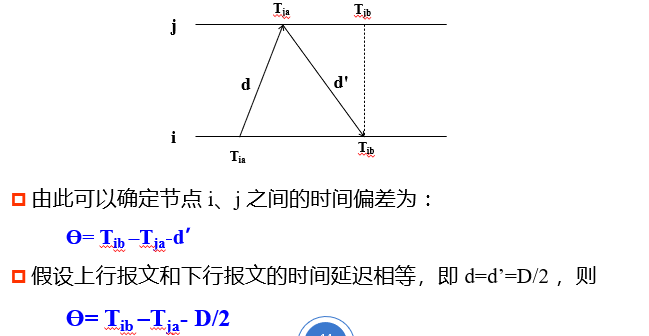 T_ja T_jb
j
d d'
i
T_ia T_ib
由此可以确定节点 i、j 之间的时间偏差为：
Θ= T_ib –T_ja-d′
假设上行报文和下行报文的时间延迟相等，即 d=d’=D/2 ，则
Θ= T_ib –T_ja- D/2